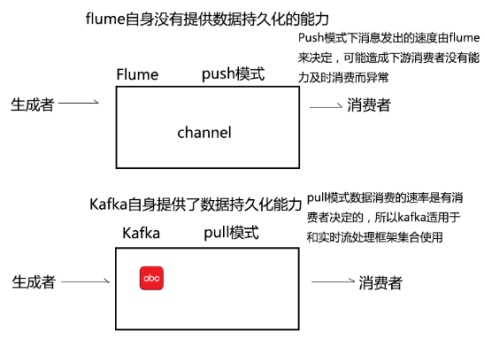 flume自身没有提供数据持久化的能力
Push模式下消息发出的速度由flume
来决定，可能造成下游消费者没有能
力及时消费而异常
Flume push模式
生成者
消费者
channel
Kafka自身提供了数据持久化能力
pull模式数据消费的速率是有消
费者决定的，所以kafka适用于
和实时流处理框架集合使用
Kafka pull模式
abc
生成者
消费者